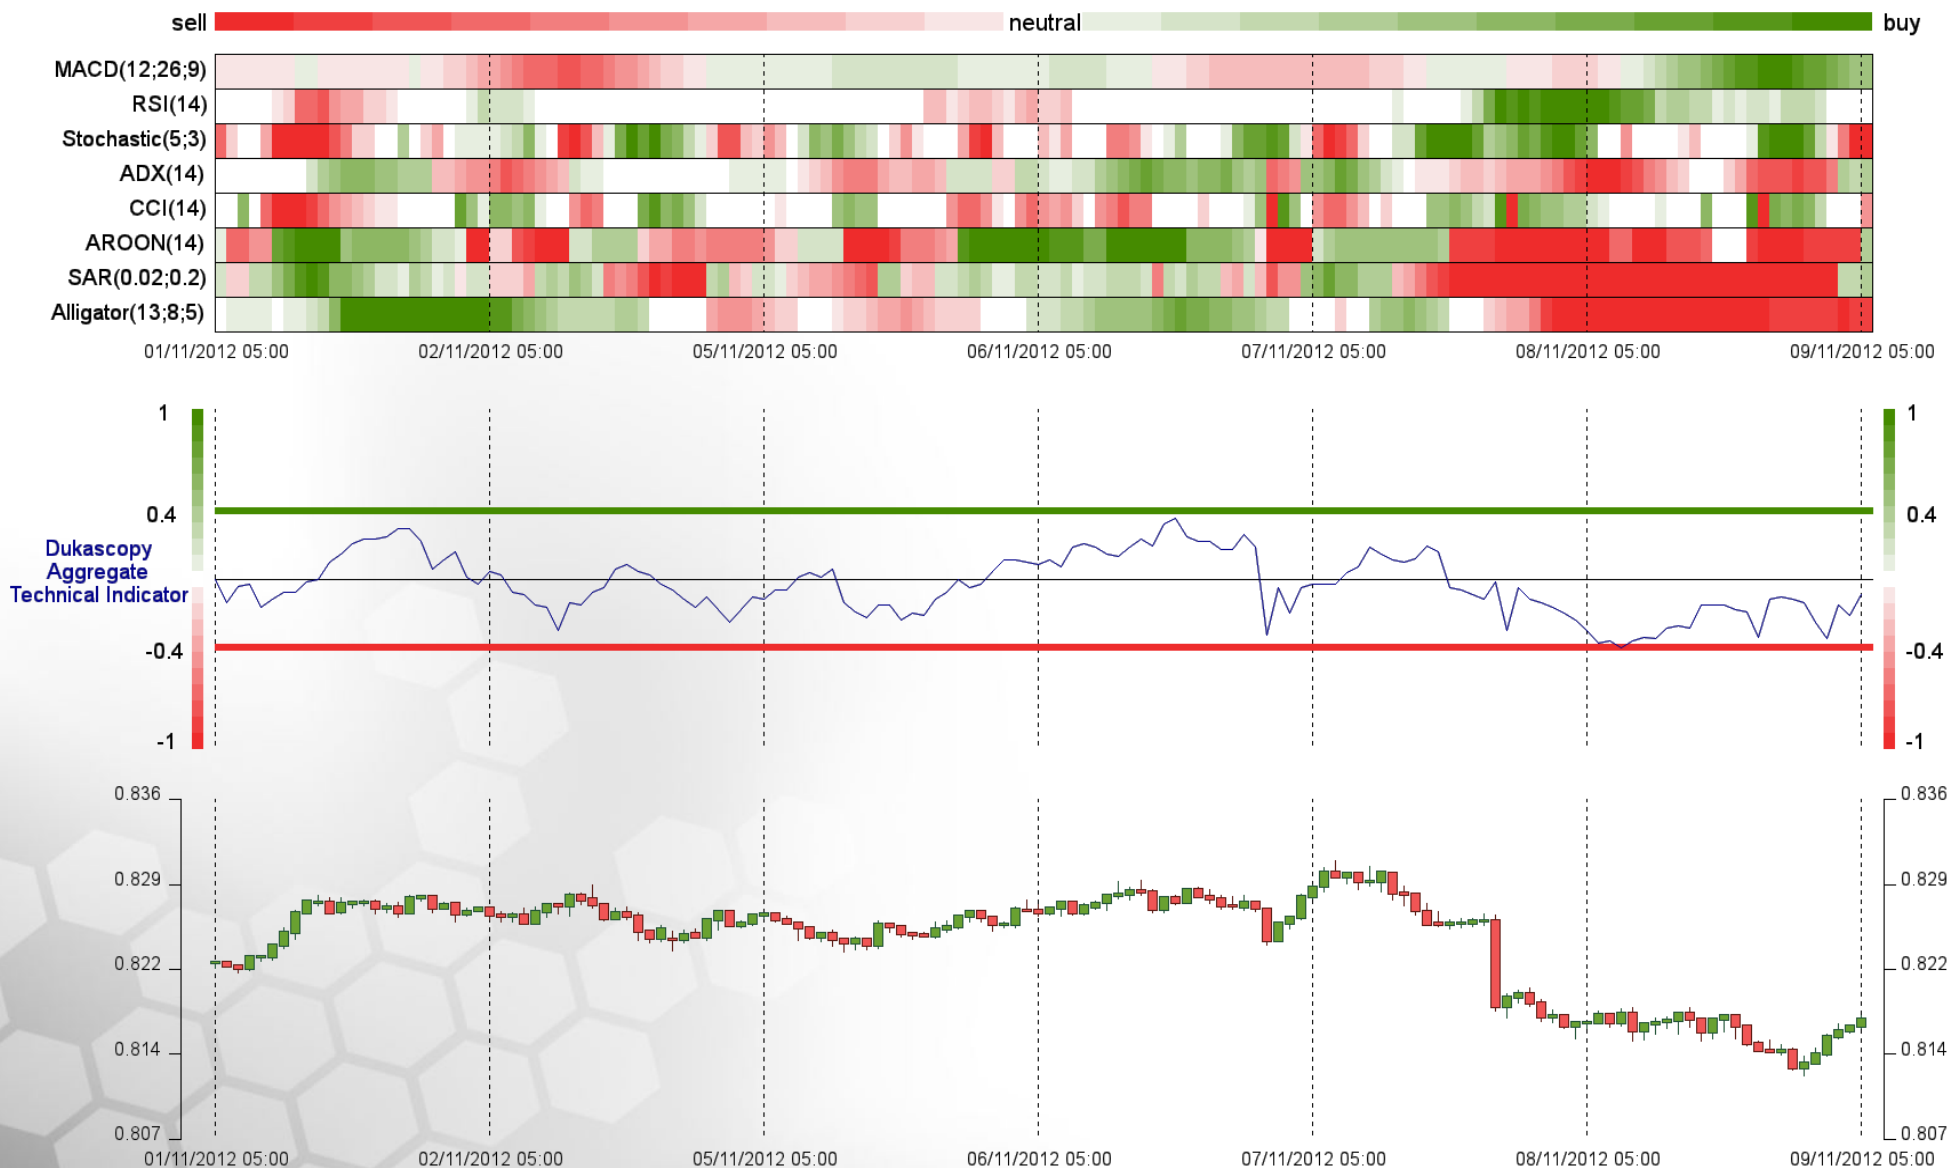 sell neutral buy
MACD(12;26;9)
RSI(14)
Stochastic(5;3)
ADX(14)
CCI(14)
AROON(14)
SAR(0.02;0.2)
Alligator(13;8;5)
01/11/2012 05:00 02/11/2012 05:00 05/11/2012 05:00 06/11/2012 05:00 07/11/2012 05:00 08/11/2012 05:00 09/11/2012 05:00
1 1
0.4 0.4
Dukascopy
Aggregate
Technical Indicator
-0.4 -0.4
-1 -1
0.836 0.836
0.829 0.829
0.822 0.822
0.814 0.814
0.807 0.807
01/11/2012 05:00 02/11/2012 05:00 05/11/2012 05:00 06/11/2012 05:00 07/11/2012 05:00 08/11/2012 05:00 09/11/2012 05:00